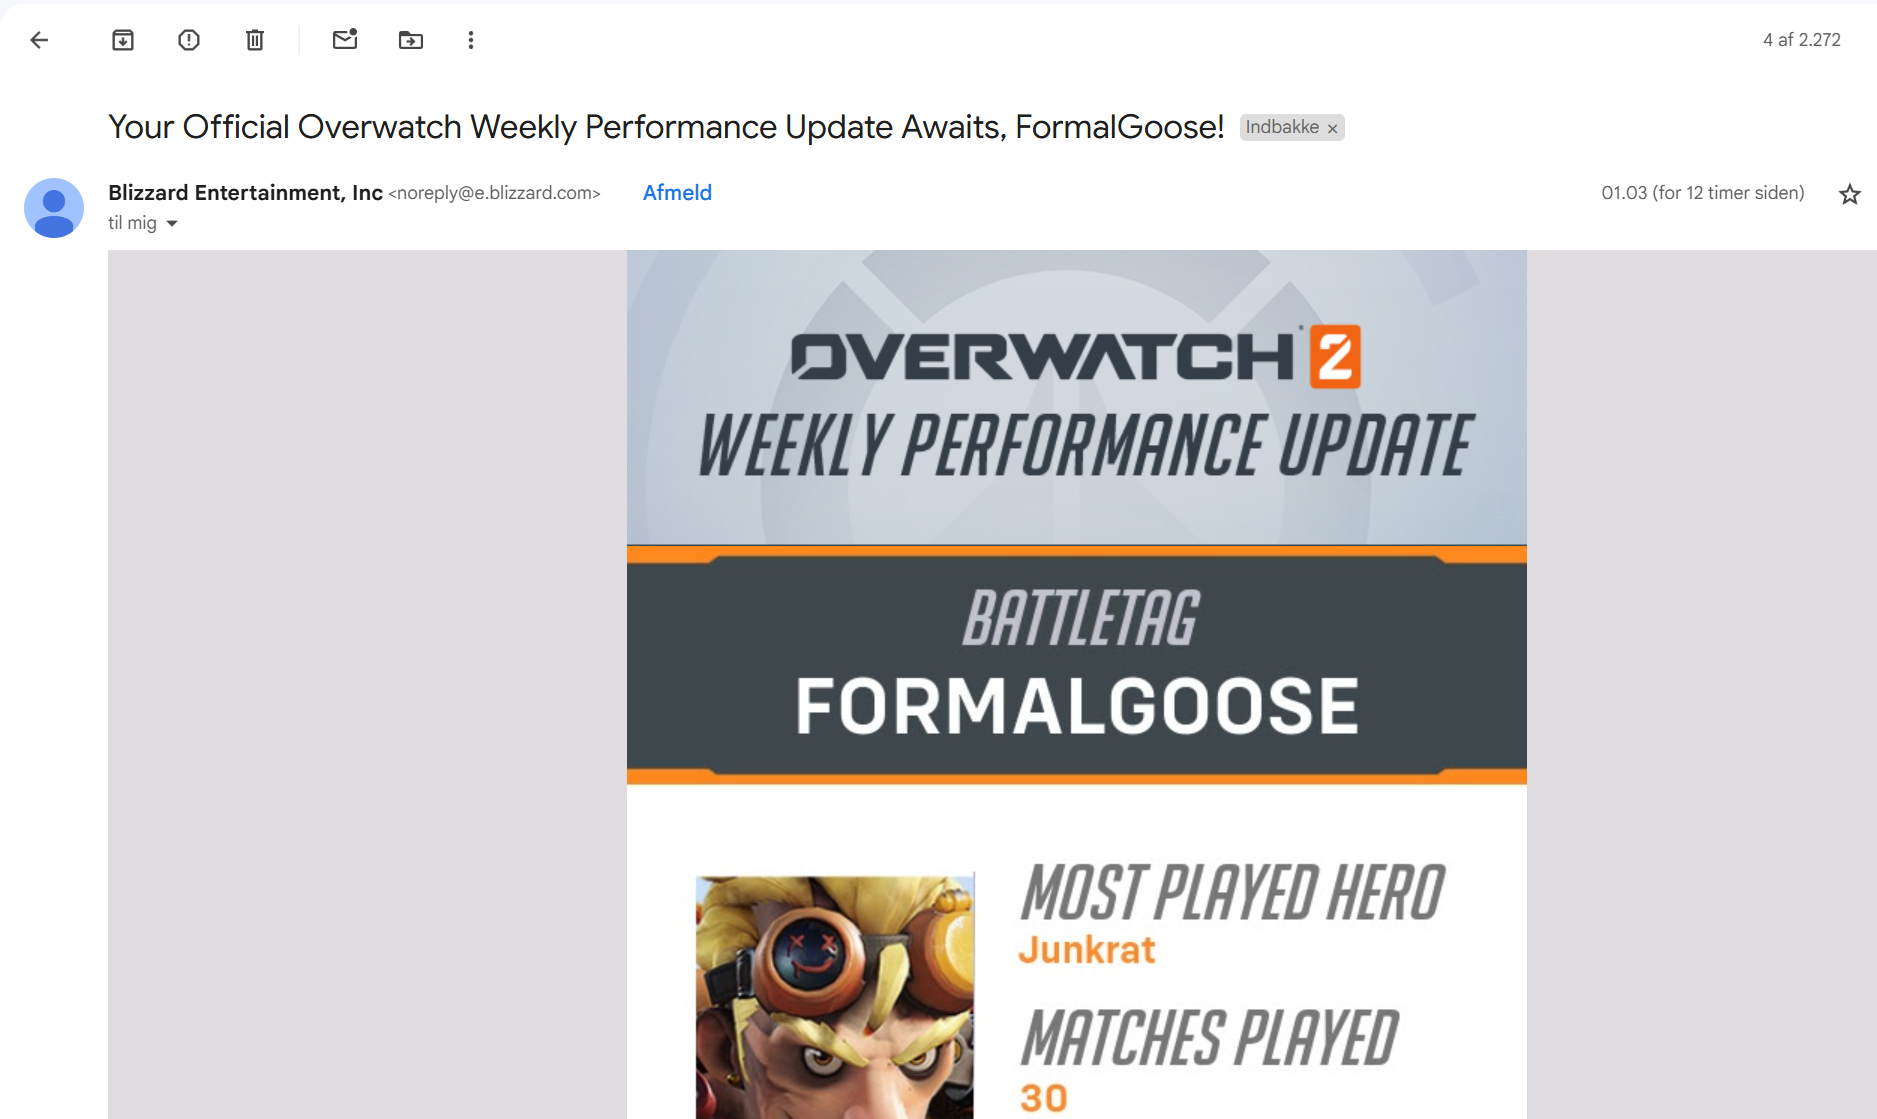 4 af 2.272
Your Official Overwatch Weekly Performance Update Awaits, FormalGoose! Indbakke ×
Blizzard Entertainment, Inc <noreply@e.blizzard.com> Afmeld 01.03 (for 12 timer siden)
til mig
OVERWATCH 2
WEEKLY PERFORMANCE UPDATE
BATTLETAG
FORMALGOOSE
MOST PLAYED HERO
Junkrat
MATCHES PLAYED
30